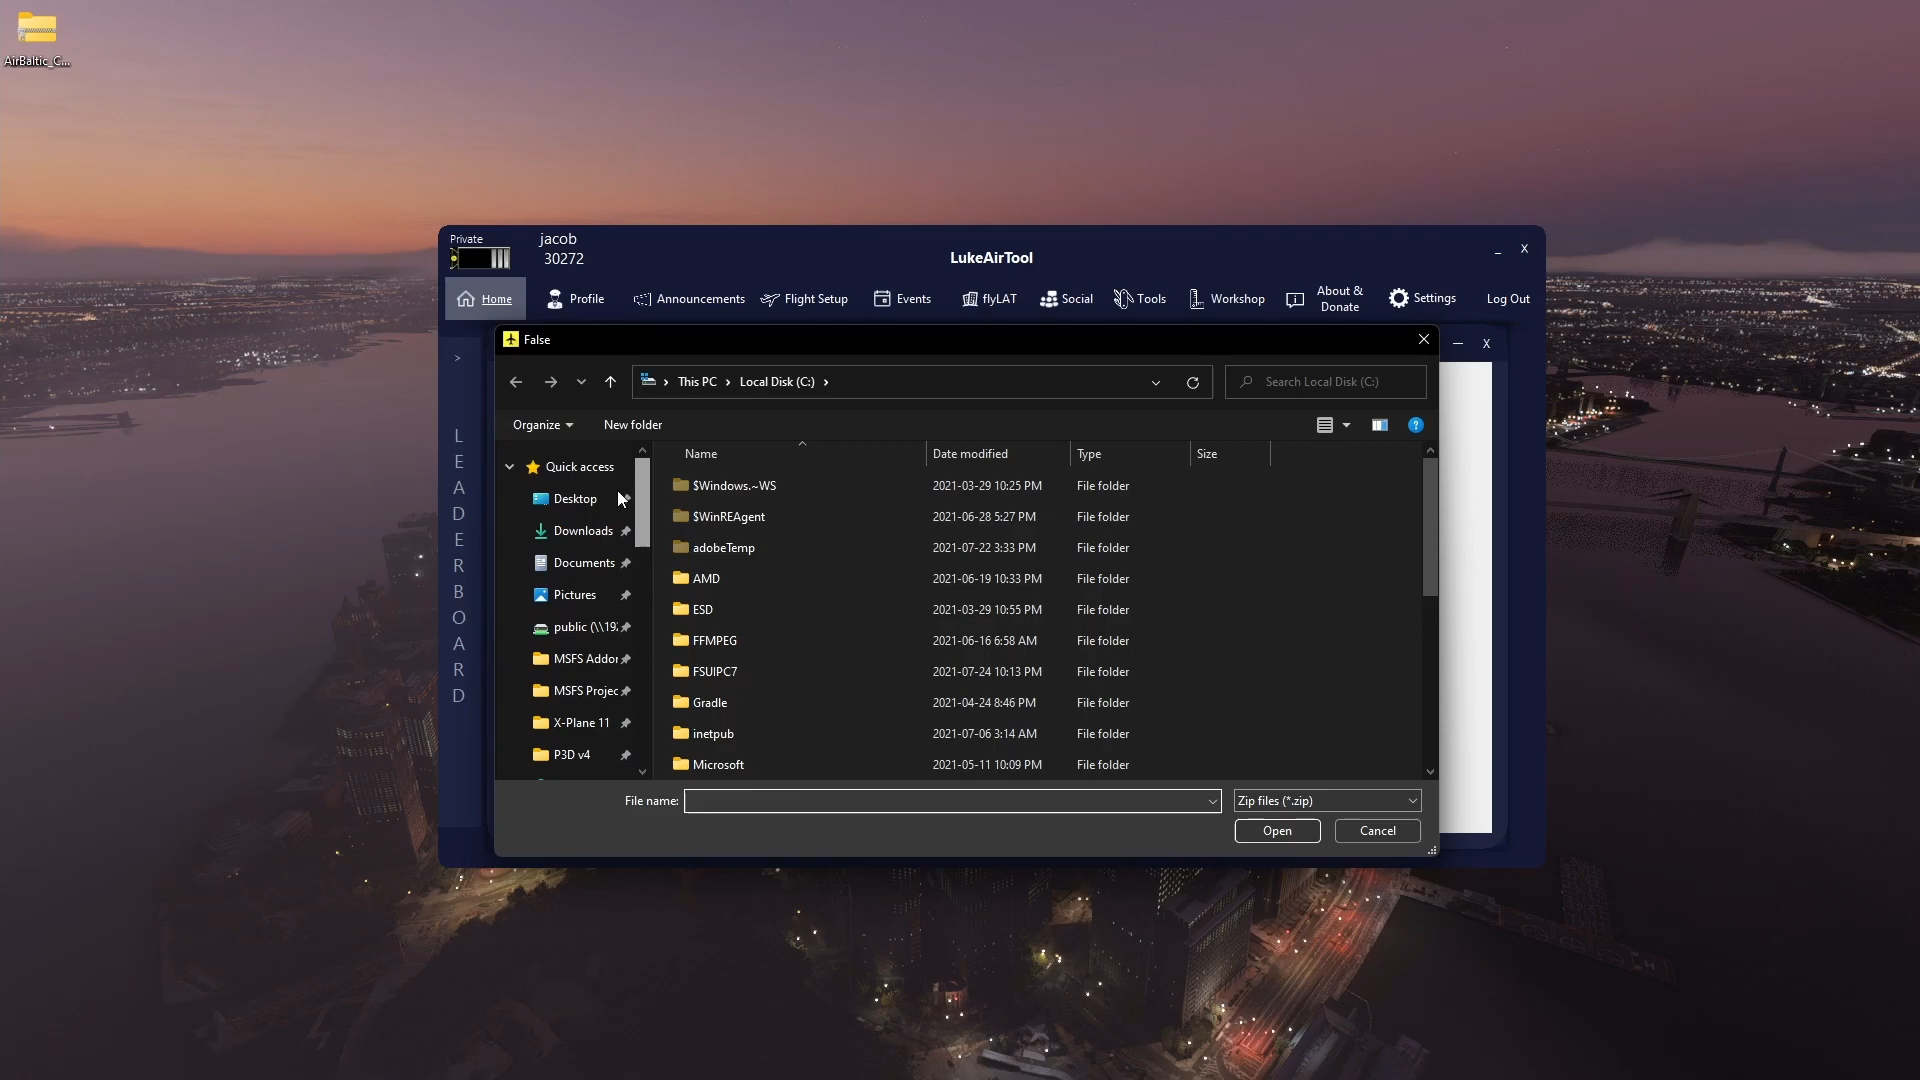 AirBaltic_C...
Private
jacob
30272
LukeAirTool
_ X
Home Profile Announcements Flight Setup Events flyLAT Social Tools Workshop About & Donate Settings Log Out
>
LEADERBOARD
False
This PC > Local Disk (C:) >
Search Local Disk (C:)
Organize New folder
Quick access
Desktop
Downloads
Documents
Pictures
public (\\19
MSFS Addo
MSFS Projec
X-Plane 11
P3D v4
Name Date modified Type Size
$Windows.~WS 2021-03-29 10:25 PM File folder
$WinREAgent 2021-06-28 5:27 PM File folder
adobeTemp 2021-07-22 3:33 PM File folder
AMD 2021-06-19 10:33 PM File folder
ESD 2021-03-29 10:55 PM File folder
FFMPEG 2021-06-16 6:58 AM File folder
FSUIPC7 2021-07-24 10:13 PM File folder
Gradle 2021-04-24 8:46 PM File folder
inetpub 2021-07-06 3:14 AM File folder
Microsoft 2021-05-11 10:09 PM File folder
File name: Zip files (*.zip)
Open Cancel
X